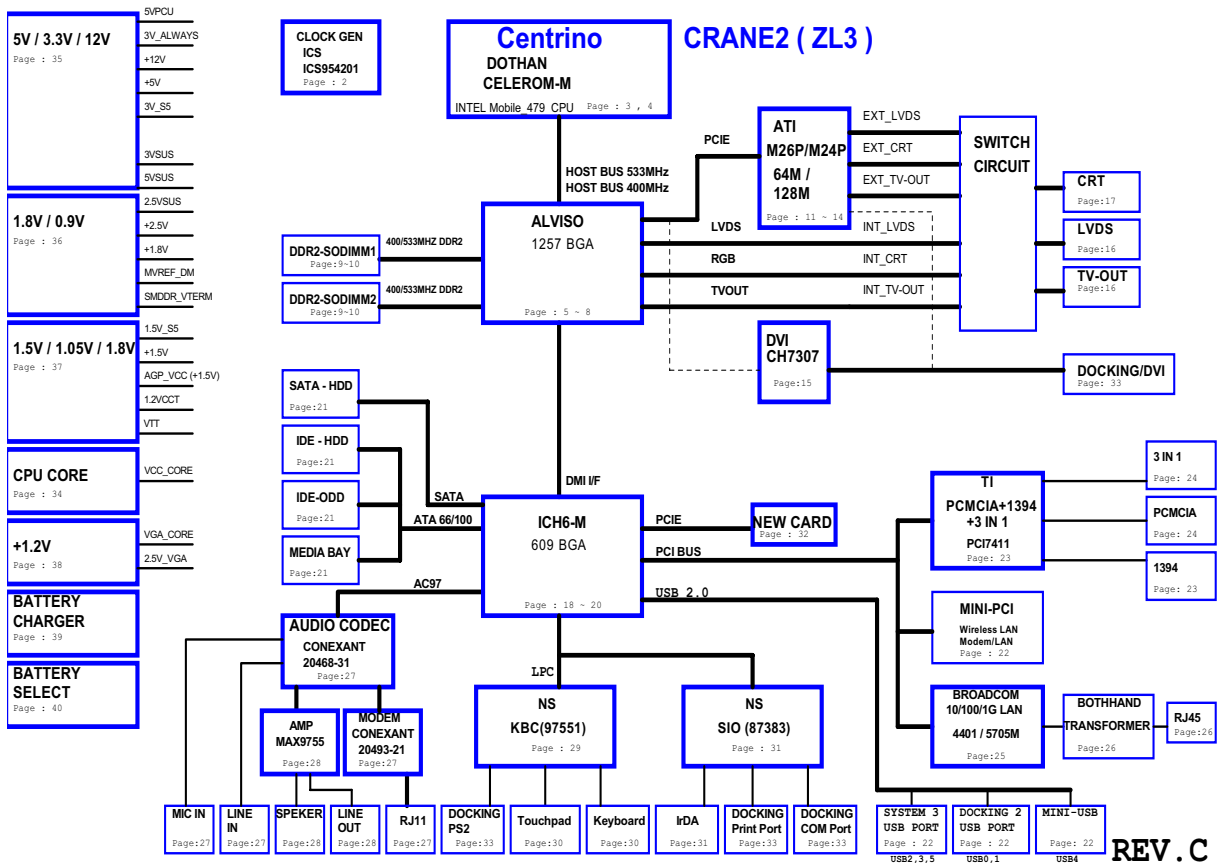 5V / 3.3V / 12V
Page : 35
5VPCU
3V_ALWAYS
+12V
+5V
3V_S5
3VSUS
5VSUS
1.8V / 0.9V
Page : 36
2.5VSUS
+2.5V
+1.8V
MVREF_DM
SMDDR_VTERM
1.5V / 1.05V / 1.8V
Page : 37
1.5V_S5
+1.5V
AGP_VCC (+1.5V)
1.2VCCT
VTT
CPU CORE
Page : 34
VCC_CORE
+1.2V
Page : 38
VGA_CORE
2.5V_VGA
BATTERY
CHARGER
Page : 39
BATTERY
SELECT
Page : 40
CLOCK GEN
ICS
ICS954201
Page : 2
Centrino
DOTHAN
CELEROM-M
INTEL Mobile_479 CPU
Page : 3 , 4
CRANE2 ( ZL3 )
HOST BUS 533MHz
HOST BUS 400MHz
PCIE
ATI
M26P/M24P
64M /
128M
Page : 11 ~ 14
EXT_LVDS
EXT_CRT
EXT_TV-OUT
SWITCH
CIRCUIT
CRT
Page:17
LVDS
Page:16
TV-OUT
Page:16
DDR2-SODIMM1
Page:9~10
400/533MHZ DDR2
DDR2-SODIMM2
Page:9~10
400/533MHZ DDR2
ALVISO
1257 BGA
Page : 5 ~ 8
LVDS
INT_LVDS
RGB
INT_CRT
TVOUT
INT_TV-OUT
DVI
CH7307
Page:15
DOCKING/DVI
Page: 33
SATA - HDD
Page:21
IDE - HDD
Page:21
IDE-ODD
Page:21
MEDIA BAY
Page:21
SATA
ATA 66/100
AC97
DMI I/F
ICH6-M
609 BGA
Page : 18 ~ 20
PCIE
NEW CARD
Page : 32
PCI BUS
USB 2.0
TI
PCMCIA+1394
+3 IN 1
PCI7411
Page : 23
3 IN 1
Page: 24
PCMCIA
Page: 24
1394
Page: 23
MINI-PCI
Wireless LAN
Modem/LAN
Page : 22
BROADCOM
10/100/1G LAN
4401 / 5705M
Page:25
BOTHHAND
TRANSFORMER
Page:26
RJ45
Page:26
AUDIO CODEC
CONEXANT
20468-31
Page:27
AMP
MAX9755
Page:28
MODEM
CONEXANT
20493-21
Page:27
LPC
NS
KBC(97551)
Page : 29
NS
SIO (87383)
Page : 31
MIC IN
Page:27
LINE
IN
Page:27
SPEKER
Page:28
LINE
OUT
Page:28
RJ11
Page:27
DOCKING
PS2
Page:33
Touchpad
Page:30
Keyboard
Page:30
IrDA
Page:31
DOCKING
Print Port
Page:33
DOCKING
COM Port
Page:33
SYSTEM 3
USB PORT
Page : 22
USB2,3,5
DOCKING 2
USB PORT
Page : 22
USB0,1
MINI-USB
Page: 22
USB4
REV.C